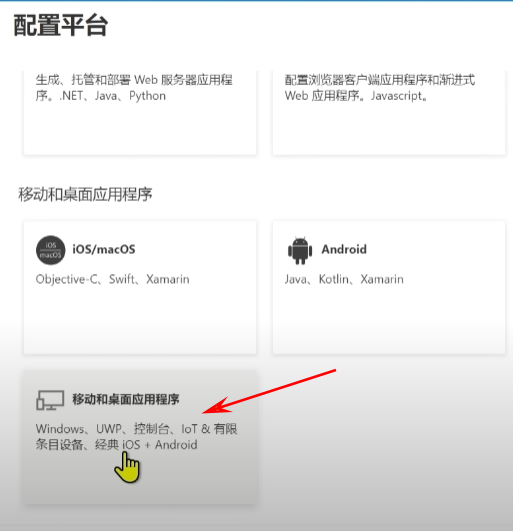 配置平台
生成、托管和部署 Web 服务器应用程
序。.NET、Java、Python
配置浏览器客户端应用程序和渐进式
Web 应用程序。Javascript。
移动和桌面应用程序
iOS
macOS
iOS/macOS
Objective-C、Swift、Xamarin
Android
Java、Kotlin、Xamarin
移动和桌面应用程序
Windows、UWP、控制台、IoT & 有限
条目设备、经典 iOS + Android